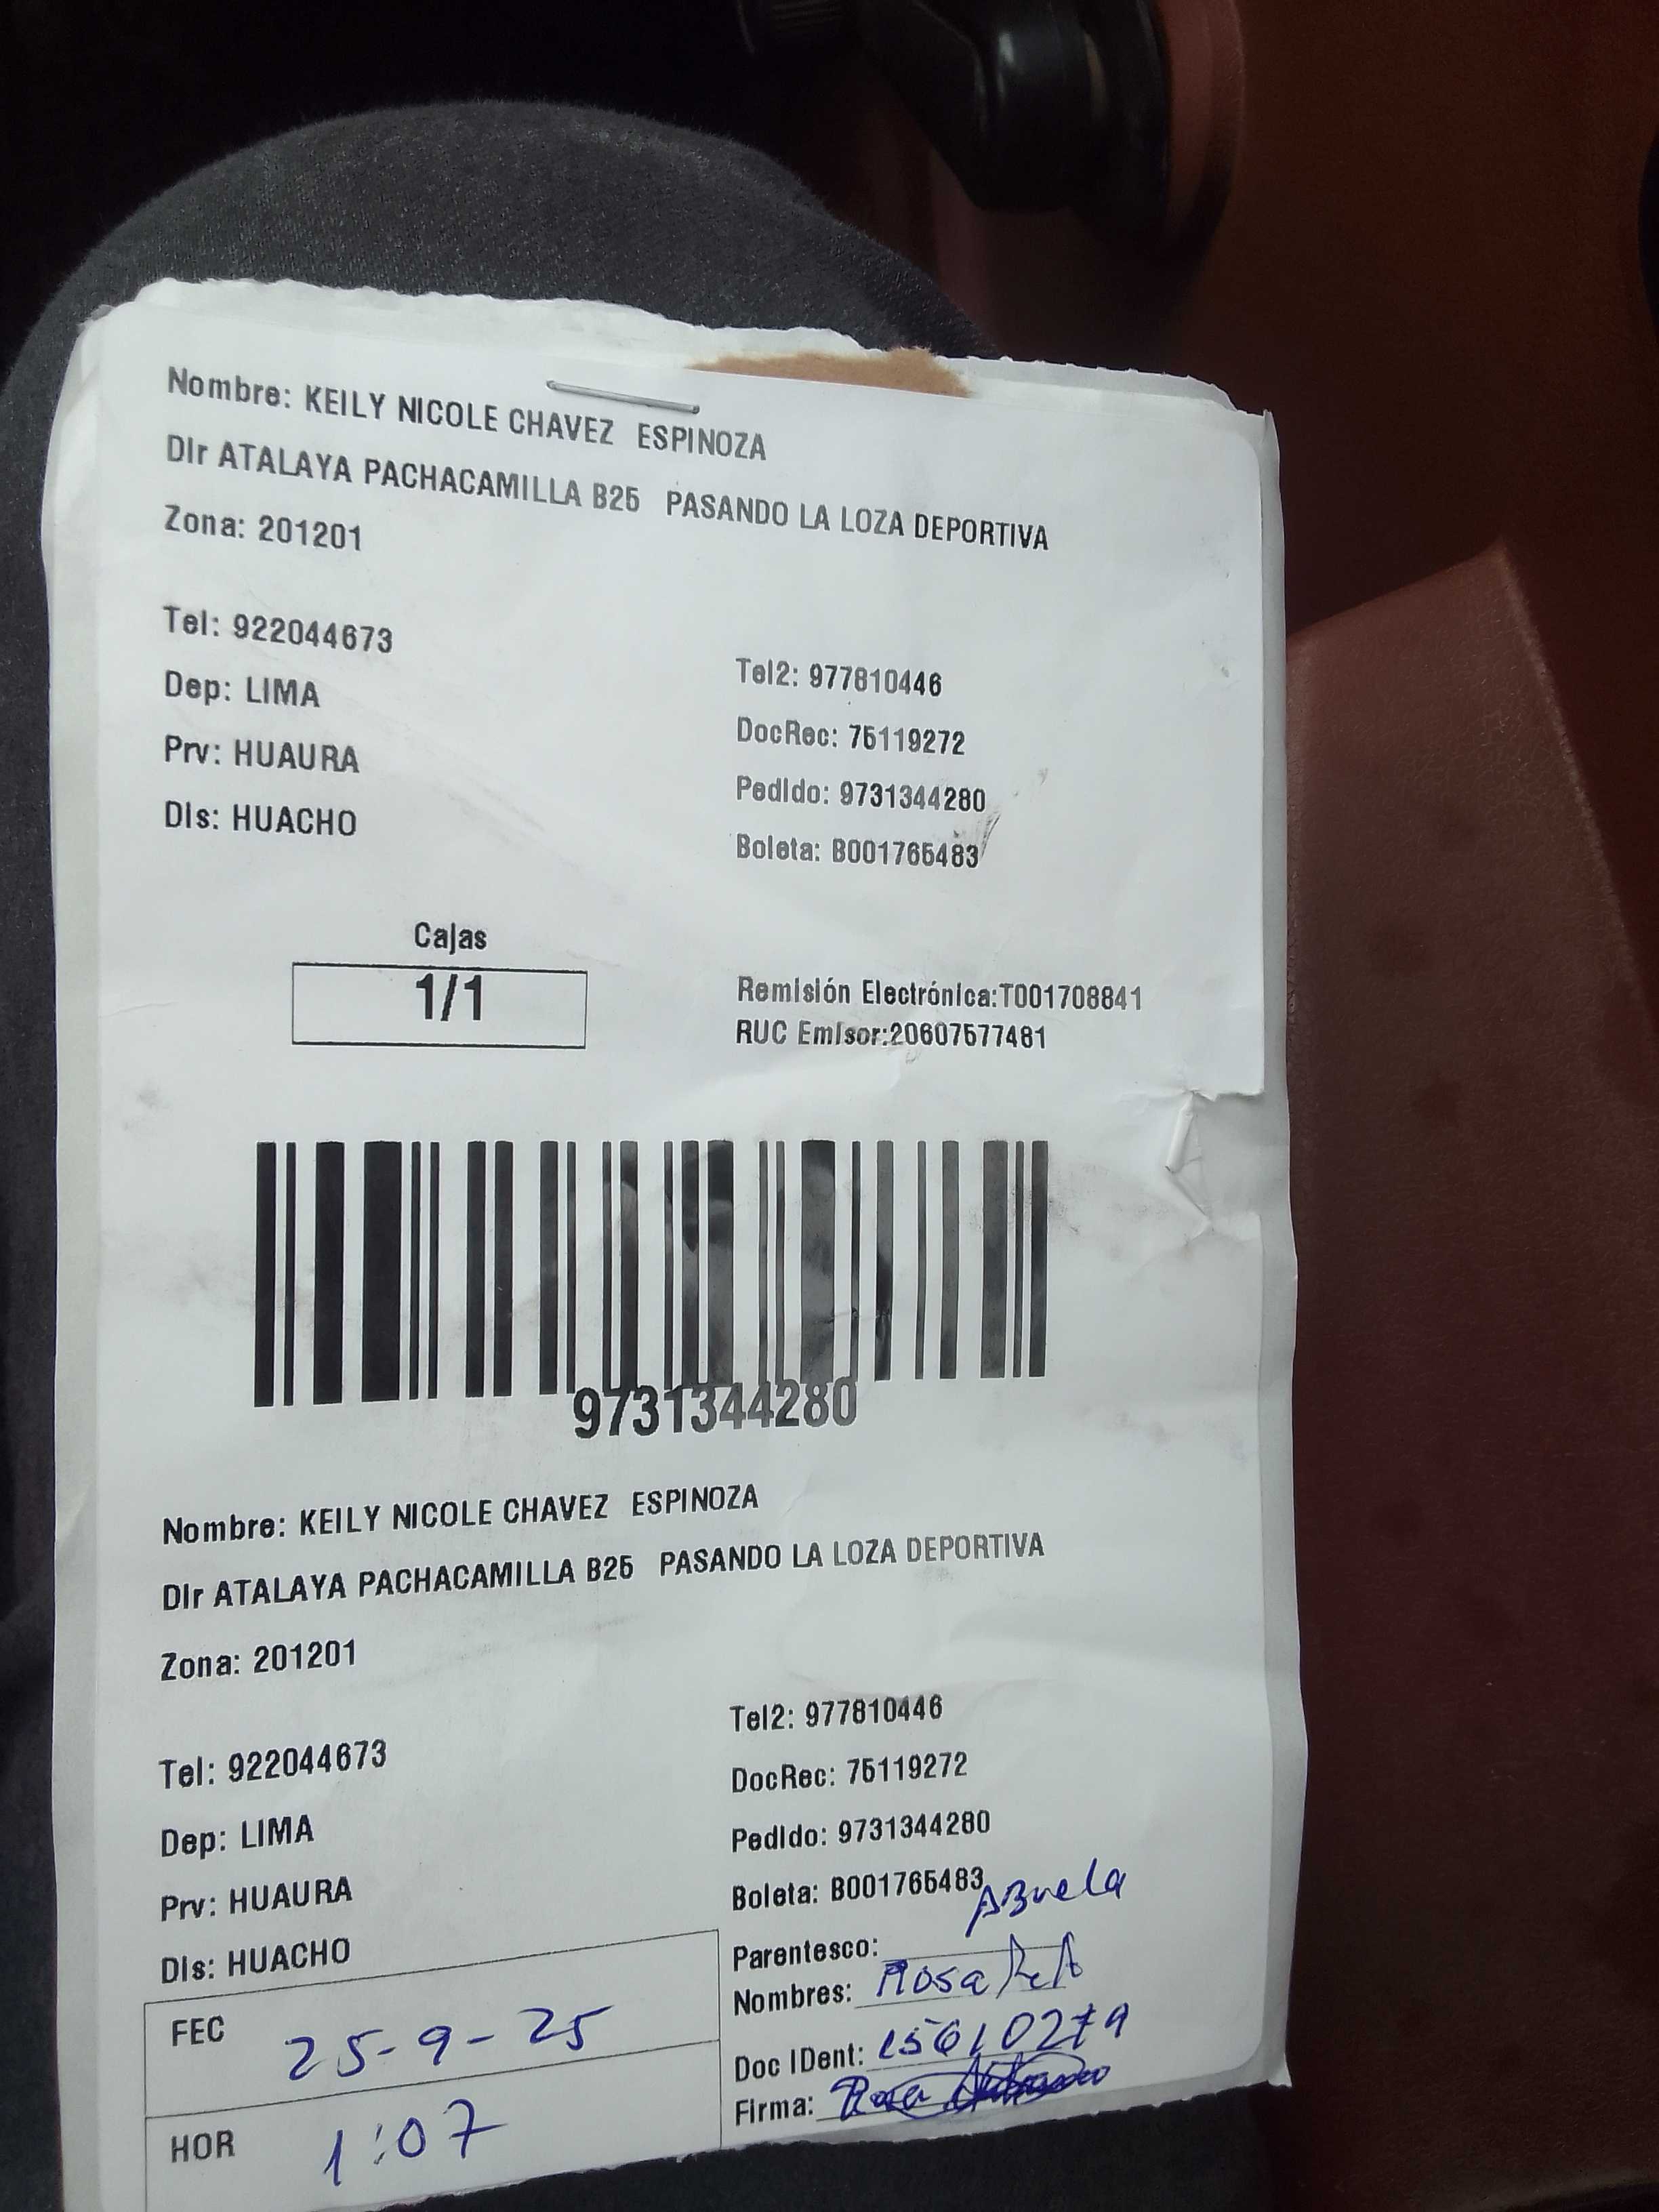 Nombre: KEILY NICOLE CHAVEZ ESPINOZA
Dir ATALAYA PACHACAMILLA B25 PASANDO LA LOZA DEPORTIVA
Zona: 201201
Tel: 922044673
Dep: LIMA
Prv: HUAURA
Dis: HUACHO
Tel2: 977810446
DocRec: 75119272
Pedido: 9731344280
Boleta: B001765483
Cajas
1/1
Remisión Electrónica:T001708841
RUC Emisor:20607577481
9731344280
Nombre: KEILY NICOLE CHAVEZ ESPINOZA
Dir ATALAYA PACHACAMILLA B25 PASANDO LA LOZA DEPORTIVA
Zona: 201201
Tel: 922044673
Dep: LIMA
Prv: HUAURA
Dis: HUACHO
Tel2: 977810446
DocRec: 75119272
Pedido: 9731344280
Boleta: B001765483
Parentesco: ABuela
Nombres: Rosa
Doc IDent: 15610279
Firma:
FEC 25-9-25
HOR 1:07